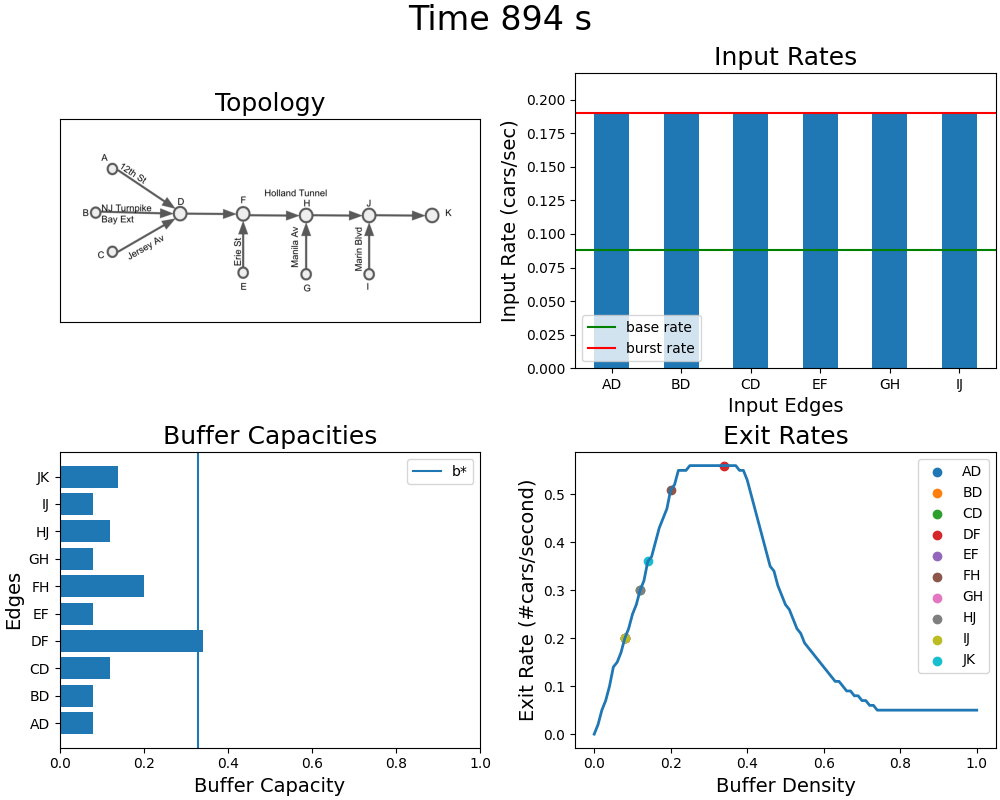 Time 894 s
Topology
A
12th St
B
NJ Turnpike
Bay Ext
C
Jersey Av
D
F
Holland Tunnel
H
J
K
Erie St
Manila Av
Marin Blvd
E
G
I
Input Rates
Input Rate (cars/sec)
0.200
0.175
0.150
0.125
0.100
0.075
0.050
0.025
0.000
base rate
burst rate
AD BD CD EF GH IJ
Input Edges
Buffer Capacities
Edges
JK
IJ
HJ
GH
FH
EF
DF
CD
BD
AD
b*
0.0 0.2 0.4 0.6 0.8 1.0
Buffer Capacity
Exit Rates
Exit Rate (#cars/second)
0.5
0.4
0.3
0.2
0.1
0.0
AD
BD
CD
DF
EF
FH
GH
HJ
IJ
JK
0.0 0.2 0.4 0.6 0.8 1.0
Buffer Density